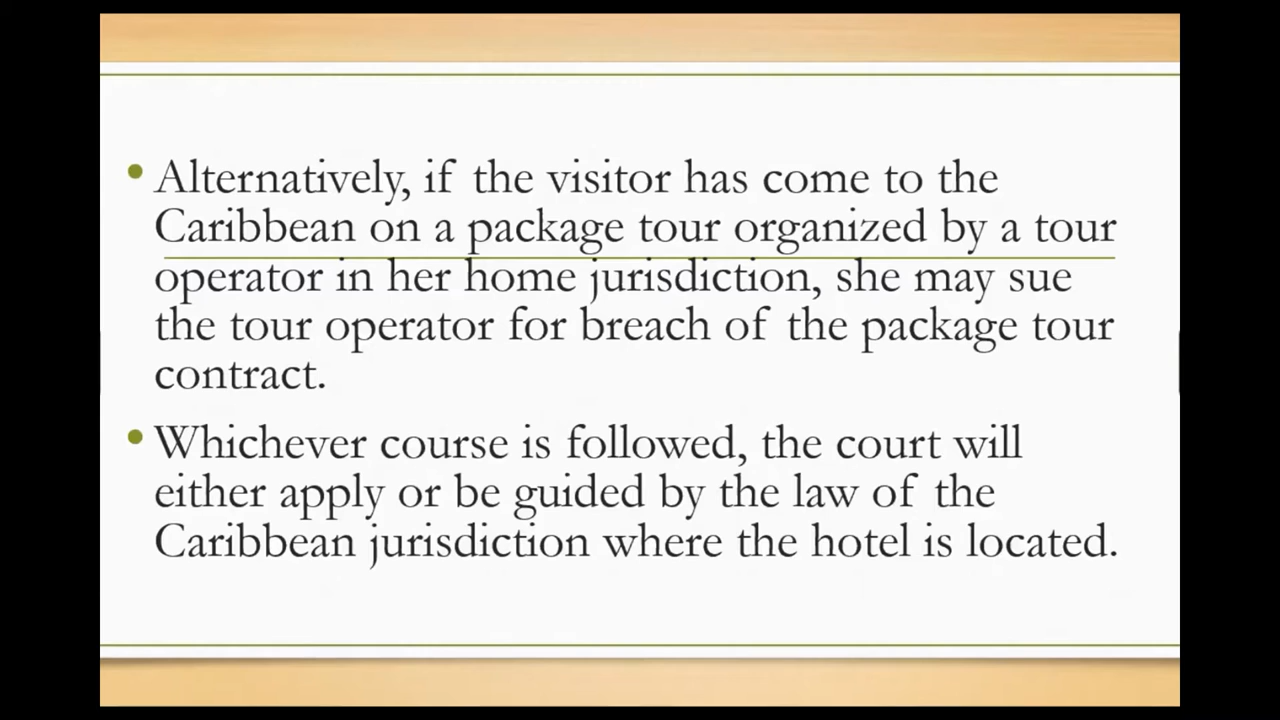 • Alternatively, if the visitor has come to the
Caribbean on a package tour organized by a tour
operator in her home jurisdiction, she may sue
the tour operator for breach of the package tour
contract.
• Whichever course is followed, the court will
either apply or be guided by the law of the
Caribbean jurisdiction where the hotel is located.